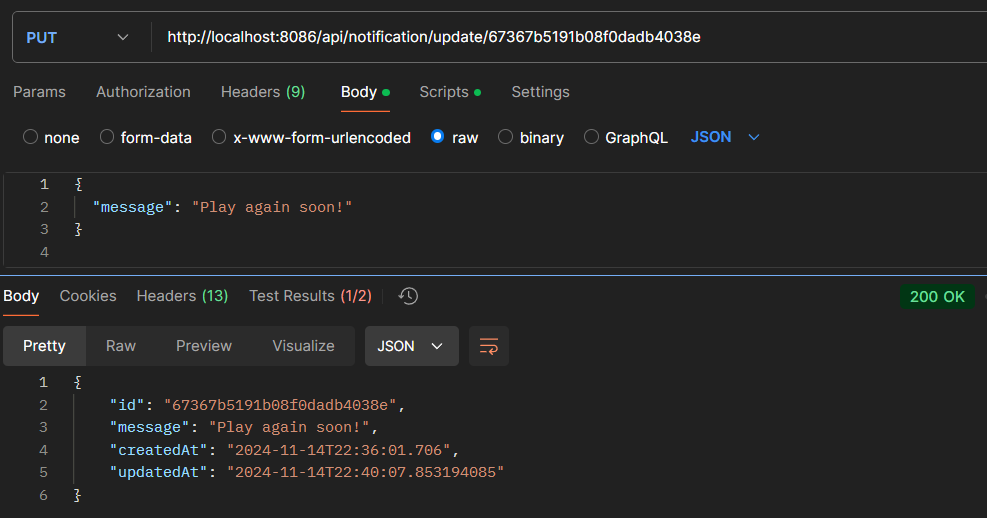 PUT http://localhost:8086/api/notification/update/67367b5191b08f0dadb4038e
Params Authorization Headers (9) Body Scripts Settings
none form-data x-www-form-urlencoded raw binary GraphQL JSON
1 {
2 "message": "Play again soon!"
3 }
4
Body Cookies Headers (13) Test Results (1/2) 200 OK
Pretty Raw Preview Visualize JSON
1 {
2 "id": "67367b5191b08f0dadb4038e",
3 "message": "Play again soon!",
4 "createdAt": "2024-11-14T22:36:01.706",
5 "updatedAt": "2024-11-14T22:40:07.853194085"
6 }